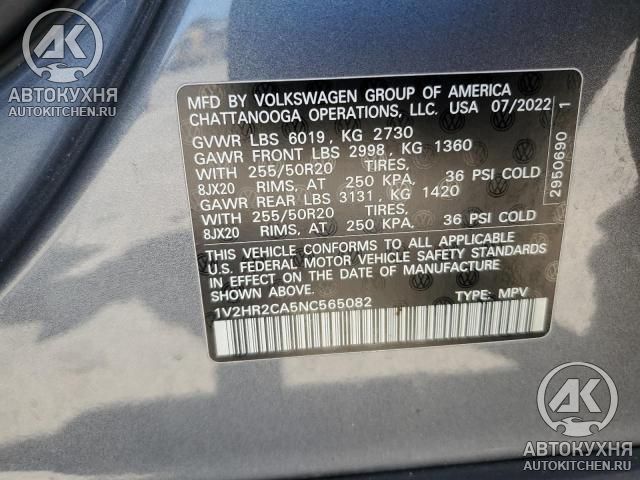 AK
АВТОКУХНЯ
AUTOKITCHEN.RU
MFD BY VOLKSWAGEN GROUP OF AMERICA
CHATTANOOGA OPERATIONS, LLC. USA 07/2022
GVWR LBS 6019, KG 2730
GAWR FRONT LBS 2998, KG 1360
WITH 255/50R20 TIRES,
8JX20 RIMS, AT 250 KPA, 36 PSI COLD
GAWR REAR LBS 3131, KG 1420
WITH 255/50R20 TIRES,
8JX20 RIMS, AT 250 KPA, 36 PSI COLD
THIS VEHICLE CONFORMS TO ALL APPLICABLE
U.S. FEDERAL MOTOR VEHICLE SAFETY STANDARDS
IN EFFECT ON THE DATE OF MANUFACTURE
SHOWN ABOVE.
1V2HR2CA5NC565082 TYPE: MPV
2950690 1
AK
АВТОКУХНЯ
AUTOKITCHEN.RU